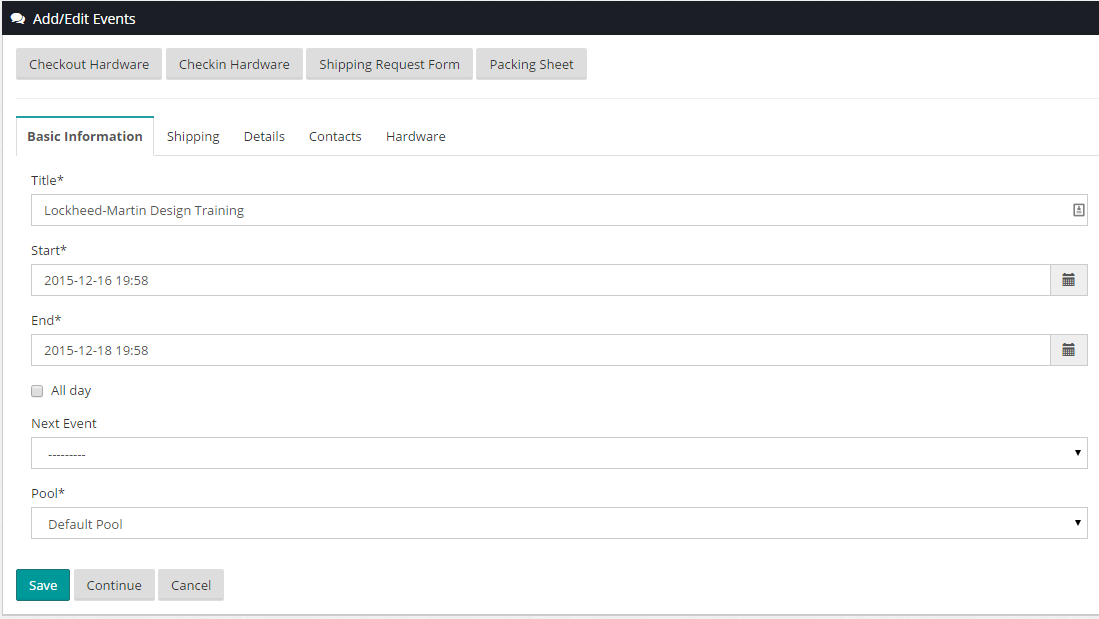 Add/Edit Events
Checkout Hardware Checkin Hardware Shipping Request Form Packing Sheet
Basic Information Shipping Details Contacts Hardware
Title*
Lockheed-Martin Design Training
Start*
2015-12-16 19:58
End*
2015-12-18 19:58
All day
Next Event
---------
Pool*
Default Pool
Save Continue Cancel